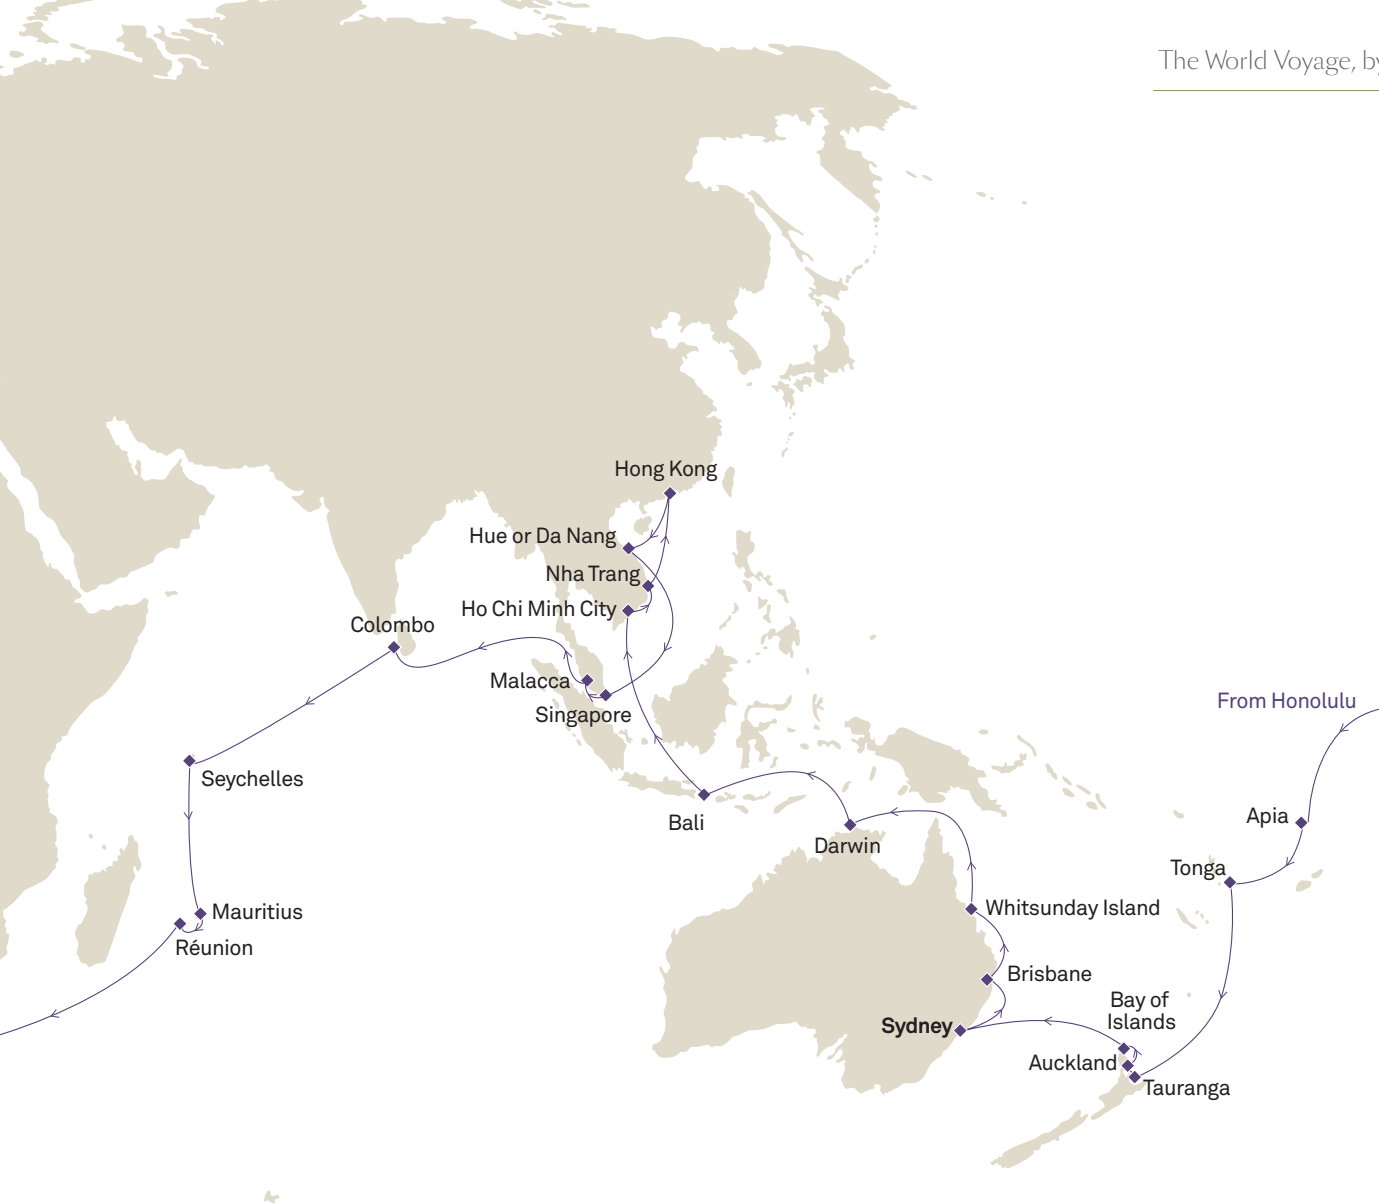 The World Voyage, by
Hong Kong
Hue or Da Nang
Nha Trang
Ho Chi Minh City
Colombo
Malacca
Singapore
From Honolulu
Seychelles
Bali
Darwin
Apia
Tonga
Mauritius
Réunion
Whitsunday Island
Brisbane
Bay of
Islands
Sydney
Auckland
Tauranga